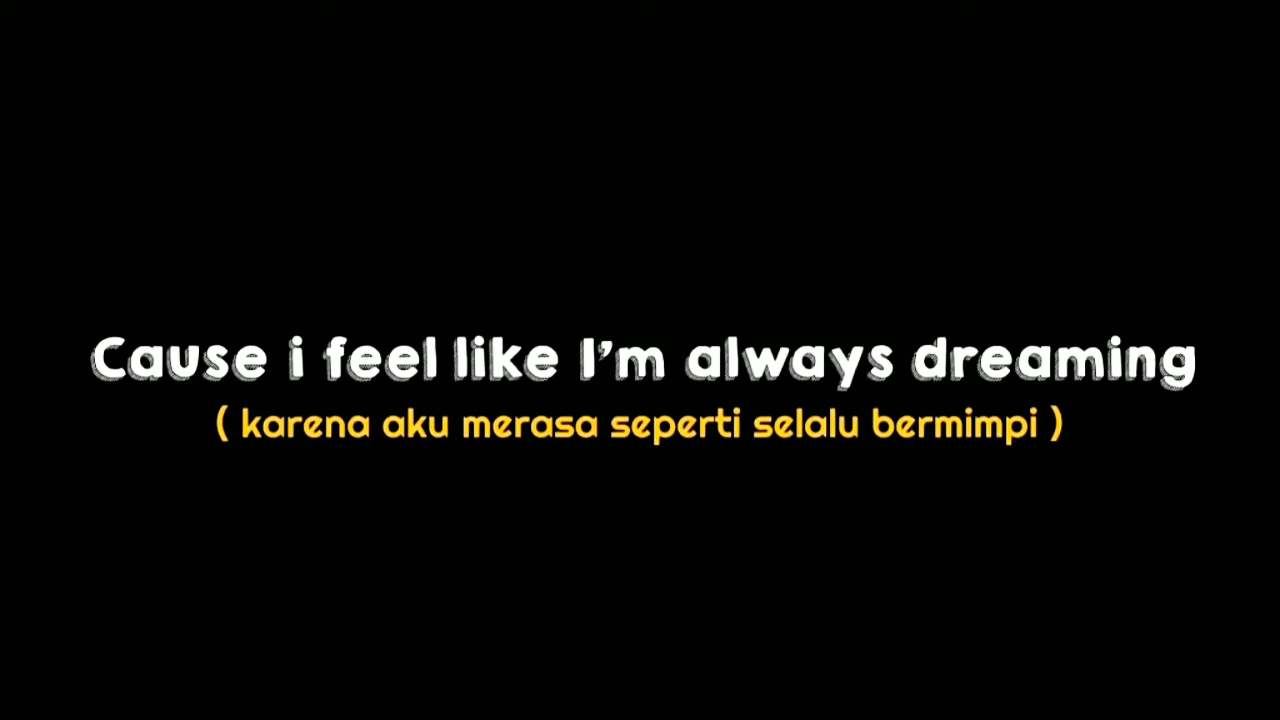 Cause i feel like I'm always dreaming
( karena aku merasa seperti selalu bermimpi )